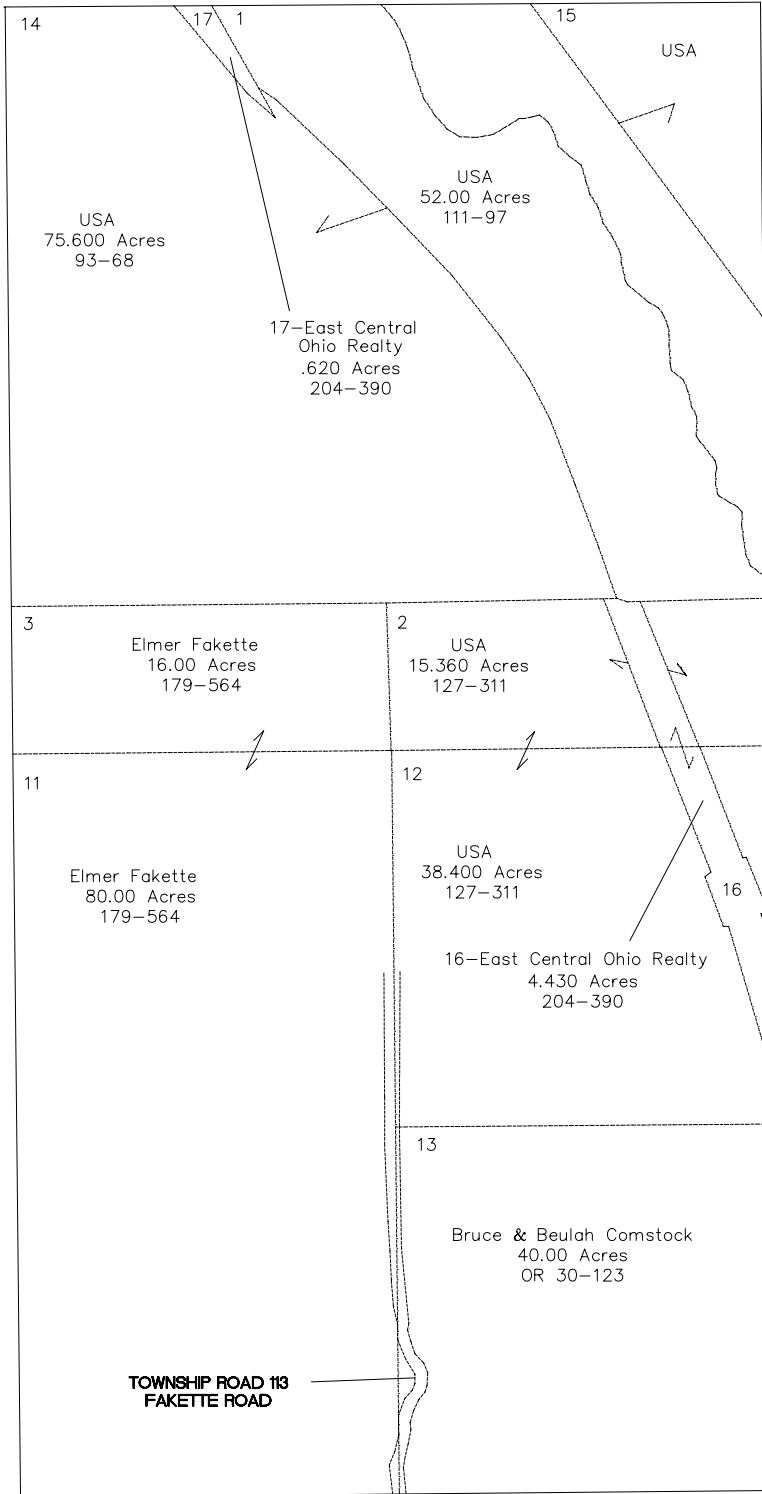 14
17
1
15
USA
USA
52.00 Acres
111-97
USA
75.600 Acres
93-68
17-East Central
Ohio Realty
.620 Acres
204-390
3
Elmer Fakette
16.00 Acres
179-564
2
USA
15.360 Acres
127-311
11
12
Elmer Fakette
80.00 Acres
179-564
USA
38.400 Acres
127-311
16
16-East Central Ohio Realty
4.430 Acres
204-390
13
Bruce & Beulah Comstock
40.00 Acres
OR 30-123
TOWNSHIP ROAD 113
FAKETTE ROAD